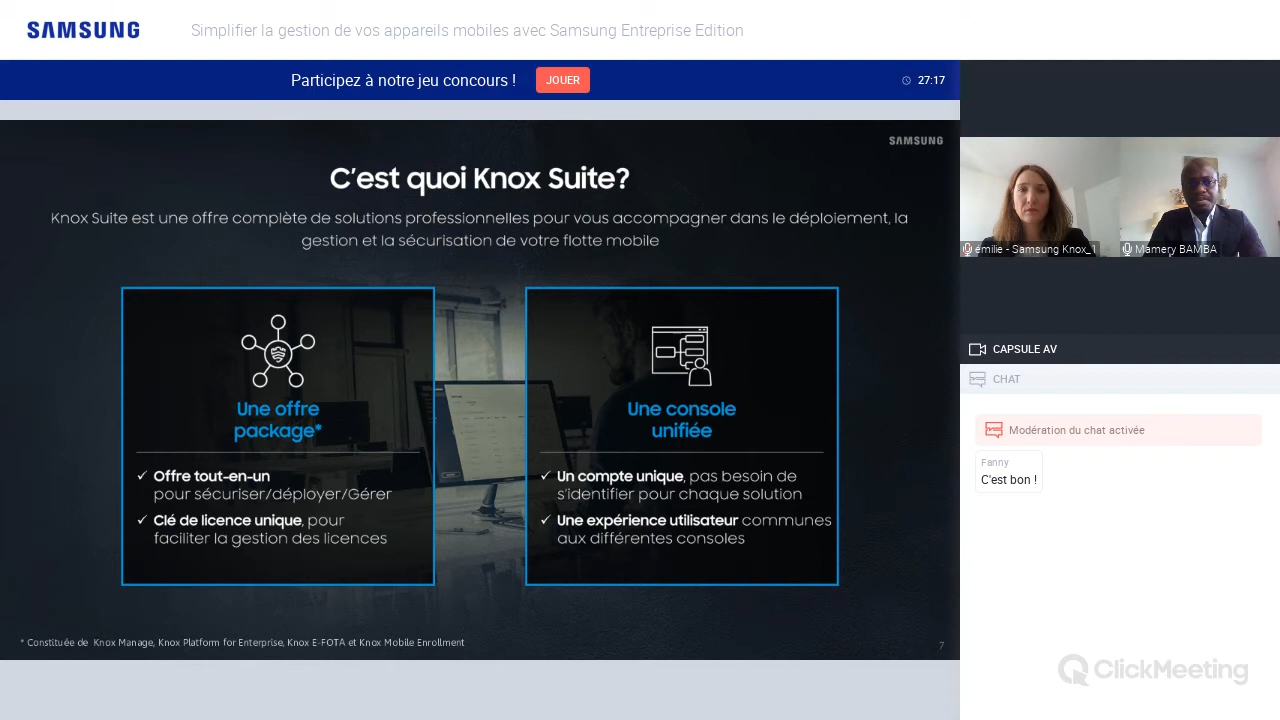 SAMSUNG
Simplifier la gestion de vos appareils mobiles avec Samsung Entreprise Edition
Participez à notre jeu concours !
JOUER
27:17
SAMSUNG
C'est quoi Knox Suite?
Knox Suite est une offre complète de solutions professionnelles pour vous accompagner dans le déploiement, la
gestion et la sécurisation de votre flotte mobile
Une offre
package*
✓ Offre tout-en-un
pour sécuriser/déployer/Gérer
✓ Clé de licence unique, pour
faciliter la gestion des licences
Une console
unifiée
✓ Un compte unique, pas besoin de
s'identifier pour chaque solution
✓ Une expérience utilisateur communes
aux différentes consoles
* Constituée de Knox Manage, Knox Platform for Enterprise, Knox E-FOTA et Knox Mobile Enrollment
7
émilie - Samsung Knox_1
Mamery BAMBA
CAPSULE AV
CHAT
Modération du chat activée
Fanny
C'est bon !
ClickMeeting